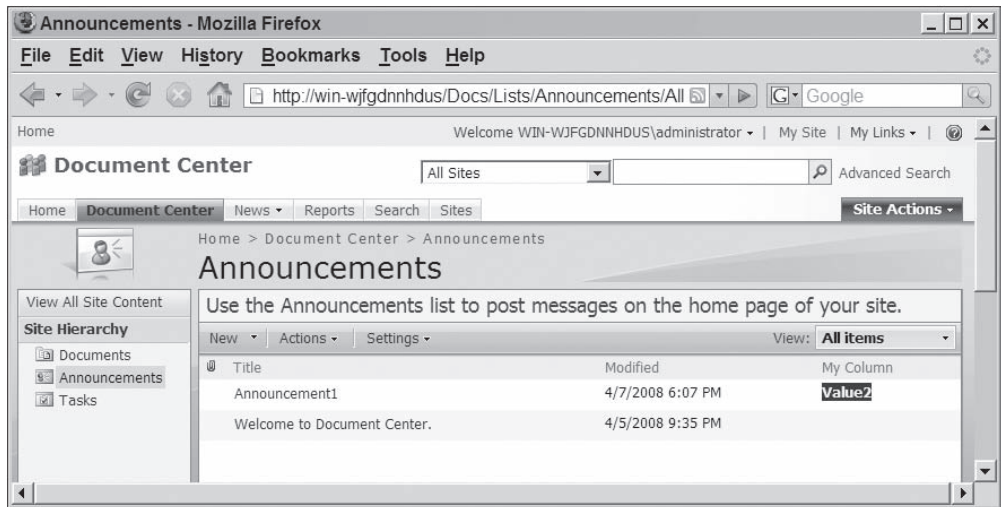 Announcements - Mozilla Firefox
File Edit View History Bookmarks Tools Help
http://win-wjfgdnnhdus/Docs/Lists/Announcements/All G Google
Home Welcome WIN-WJFGDNNHDUS\administrator | My Site | My Links |
Document Center All Sites Advanced Search
Home Document Center News Reports Search Sites Site Actions
Home > Document Center > Announcements
Announcements
View All Site Content
Site Hierarchy
Documents
Announcements
Tasks
Use the Announcements list to post messages on the home page of your site.
New Actions Settings View: All items
Title Modified My Column
Announcement1 4/7/2008 6:07 PM Value2
Welcome to Document Center. 4/5/2008 9:35 PM